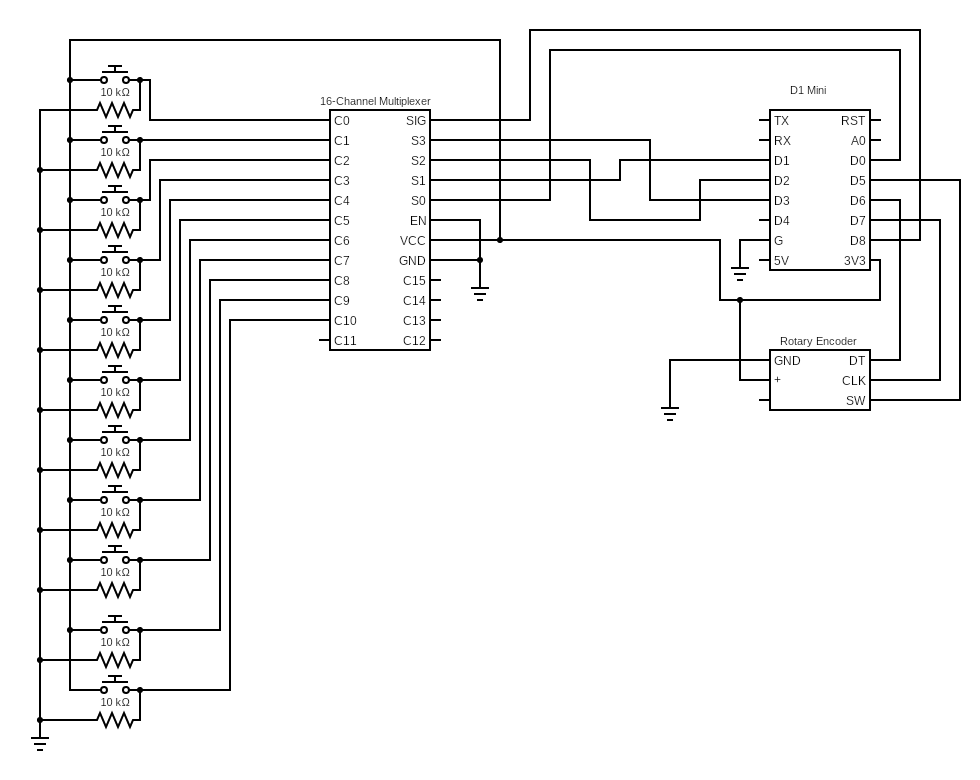 16-Channel Multiplexer
C0 SIG
C1 S3
C2 S2
C3 S1
C4 S0
C5 EN
C6 VCC
C7 GND
C8 C15
C9 C14
C10 C13
C11 C12
D1 Mini
TX RST
RX A0
D1 D0
D2 D5
D3 D6
D4 D7
G D8
5V 3V3
Rotary Encoder
GND DT
+ CLK
SW
10 kΩ
10 kΩ
10 kΩ
10 kΩ
10 kΩ
10 kΩ
10 kΩ
10 kΩ
10 kΩ
10 kΩ
10 kΩ